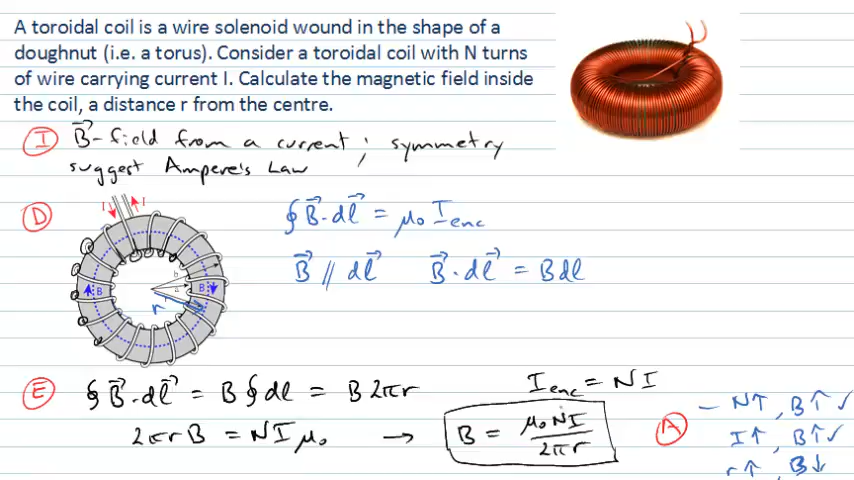 A toroidal coil is a wire solenoid wound in the shape of a
doughnut (i.e. a torus). Consider a toroidal coil with N turns
of wire carrying current I. Calculate the magnetic field inside
the coil, a distance r from the centre.
I B⃗-field from a current ; symmetry
suggest Ampere's Law
D ∮B⃗·dl⃗ = μ₀ I_enc
I I
B⃗ // dl⃗ B⃗·dl⃗ = Bdl
b
a
B B
r
E ∮B⃗·dl⃗ = B∮dl = B2πr I_enc = NI
2πrB = NIμ₀ → B = μ₀NI/2πr
A – N↑, B↑ ✓
I↑, B↑ ✓
r↑, B↓